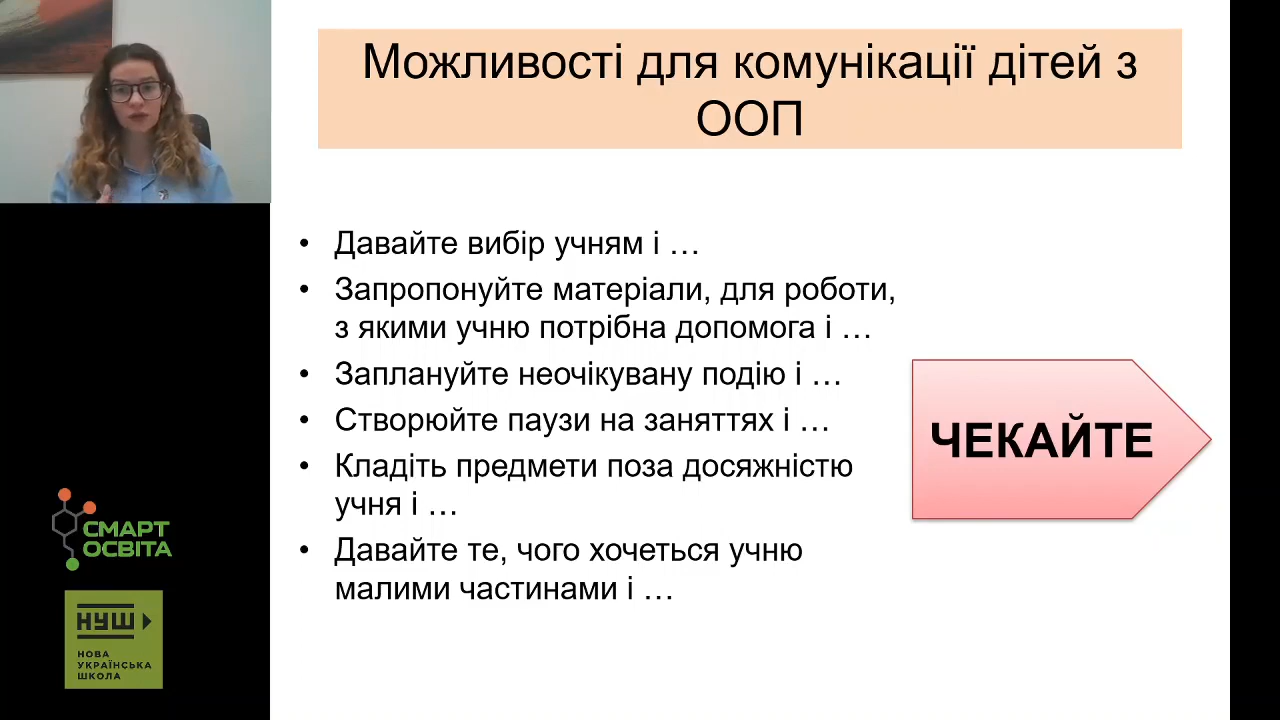 Можливості для комунікації дітей з
ООП
• Давайте вибір учням і …
• Запропонуйте матеріали, для роботи,
з якими учню потрібна допомога і …
• Заплануйте неочікувану подію і …
• Створюйте паузи на заняттях і …
• Кладіть предмети поза досяжністю
учня і …
• Давайте те, чого хочеться учню
малими частинами і …
ЧЕКАЙТЕ
СМАРТ
ОСВІТА
НУШ
НОВА
УКРАЇНСЬКА
ШКОЛА